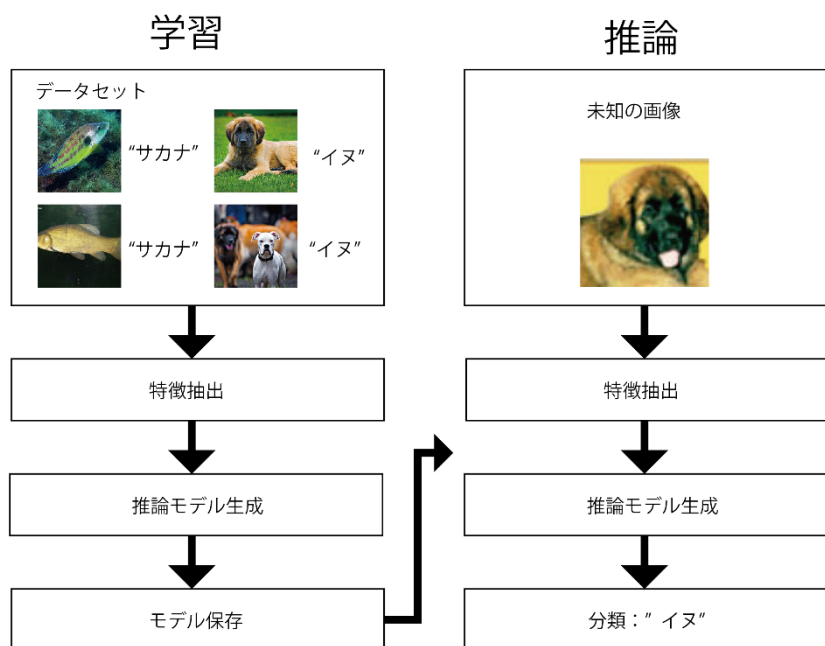 学習
データセット
“サカナ”
“イヌ”
“サカナ”
“イヌ”
特徴抽出
推論モデル生成
モデル保存
推論
未知の画像
特徴抽出
推論モデル生成
分類：”イヌ”